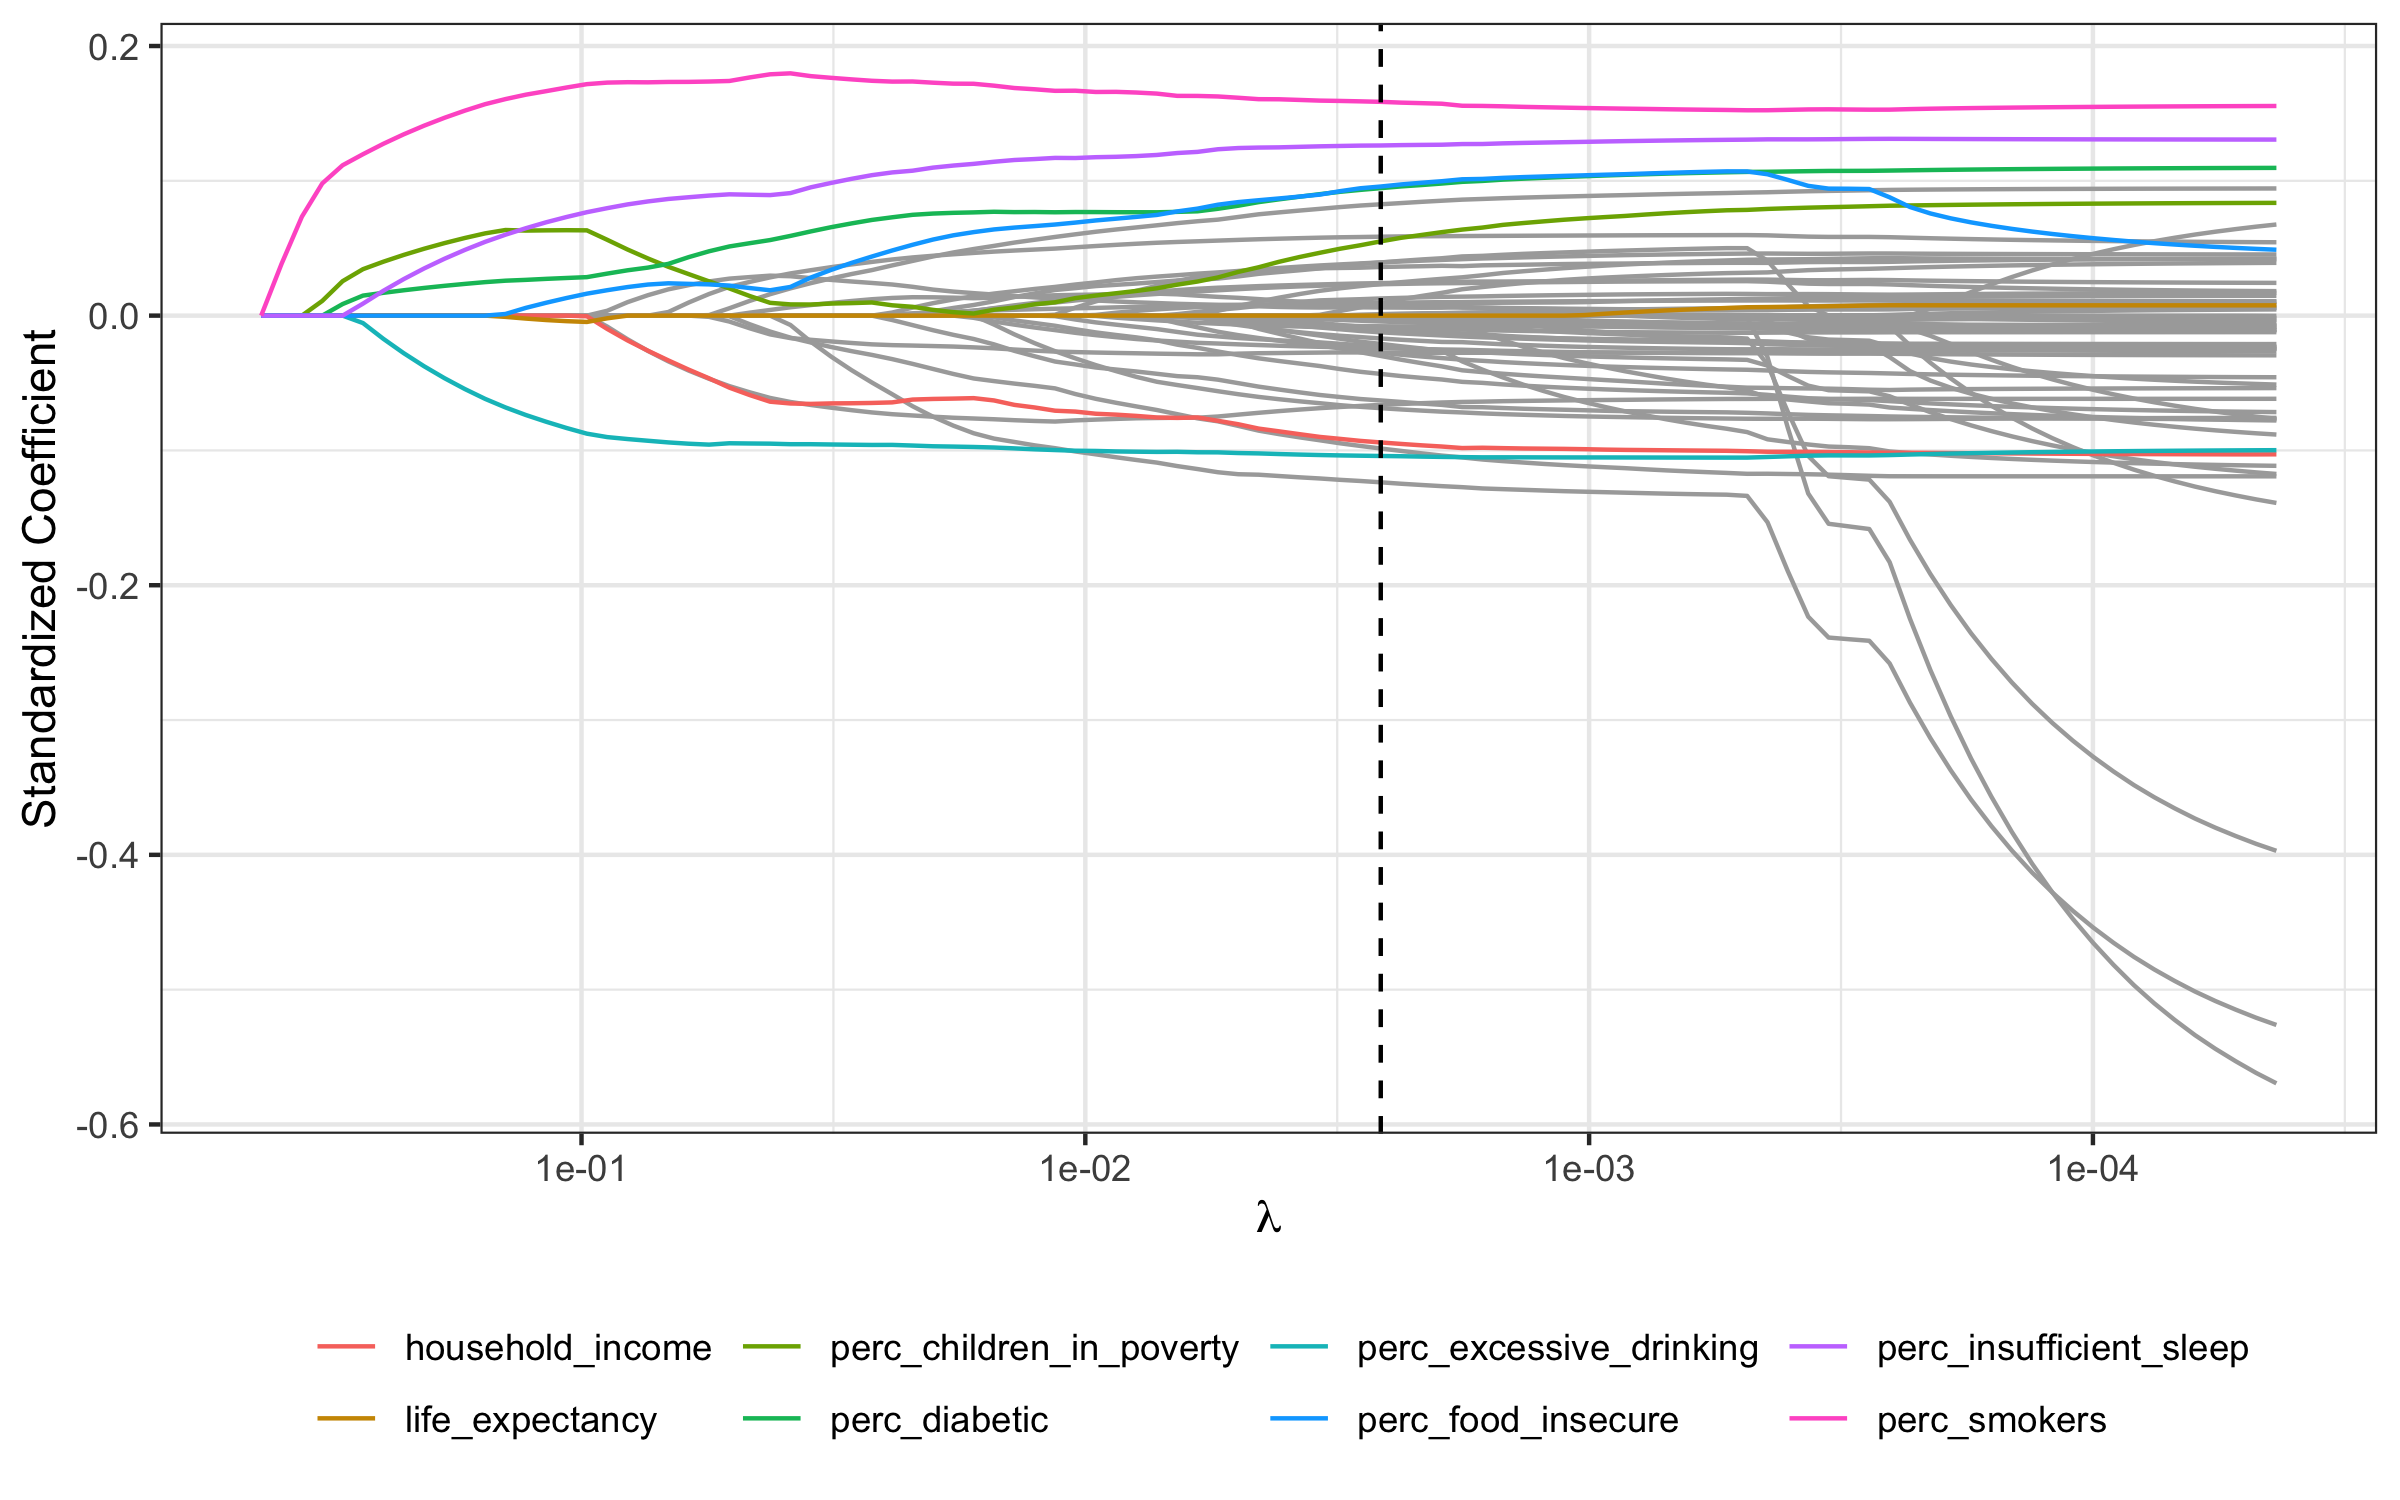 Standardized Coefficient
0.2
0.0
-0.2
-0.4
-0.6
1e-01 1e-02 1e-03 1e-04
λ
household_income perc_children_in_poverty perc_excessive_drinking perc_insufficient_sleep
life_expectancy perc_diabetic perc_food_insecure perc_smokers